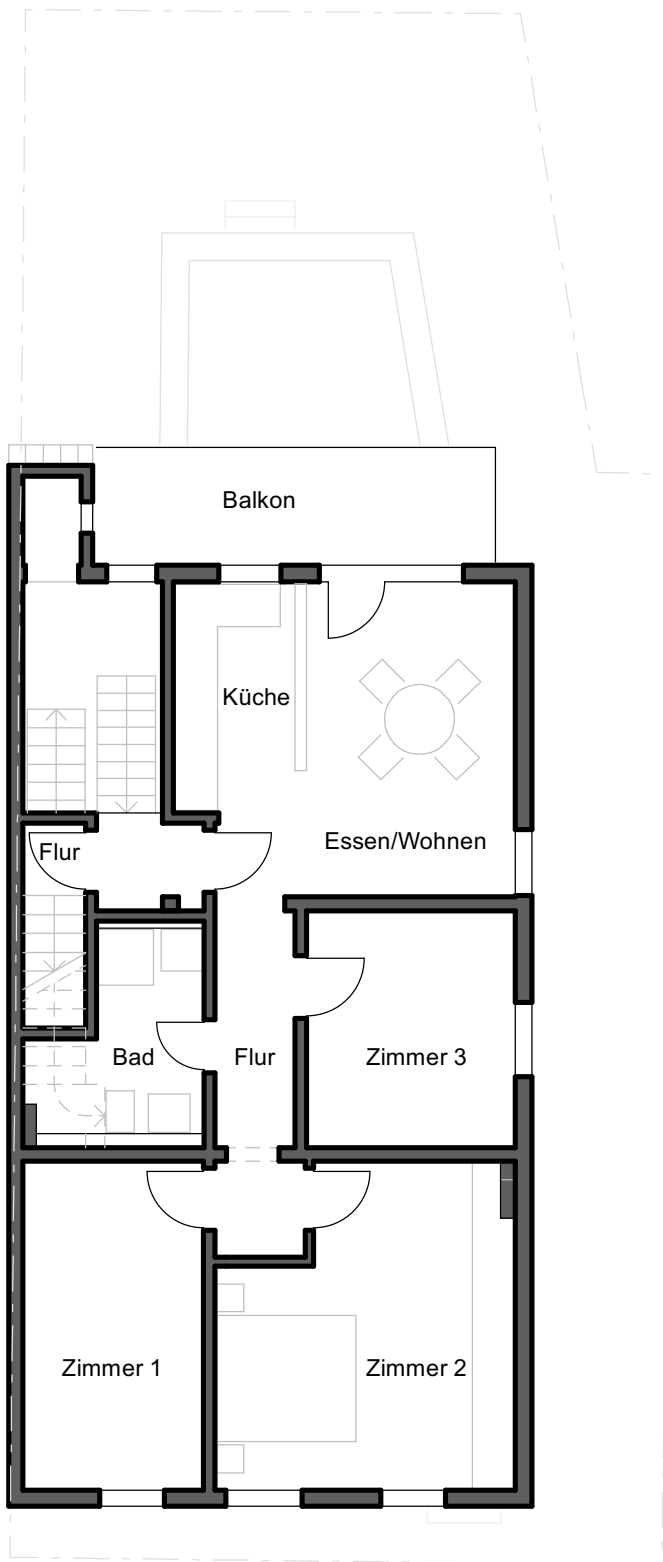 Balkon
Küche
Essen/Wohnen
Flur
Bad
Flur
Zimmer 3
Zimmer 1
Zimmer 2